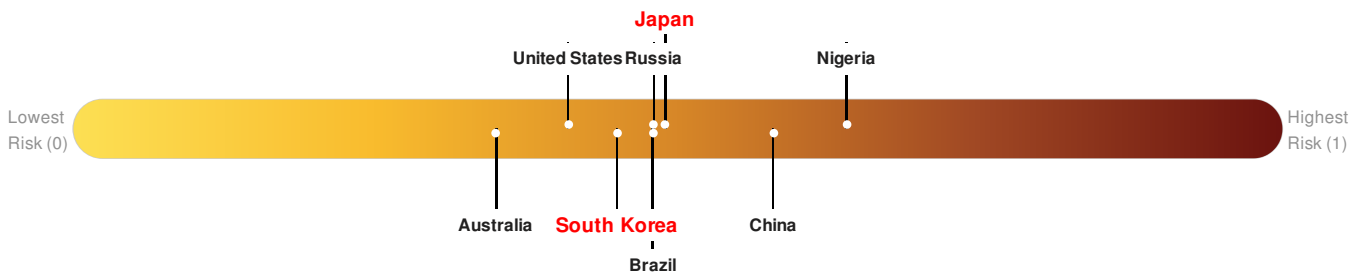 Japan
United States Russia Nigeria
Lowest
Risk (0)
Highest
Risk (1)
Australia South Korea China
Brazil